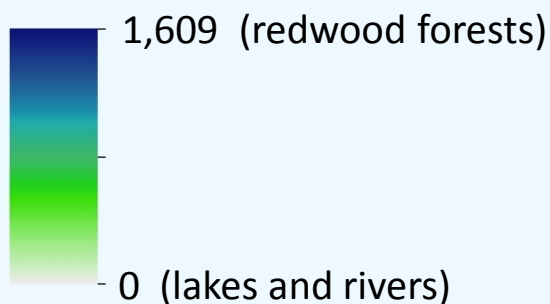 1,609 (redwood forests)
0 (lakes and rivers)